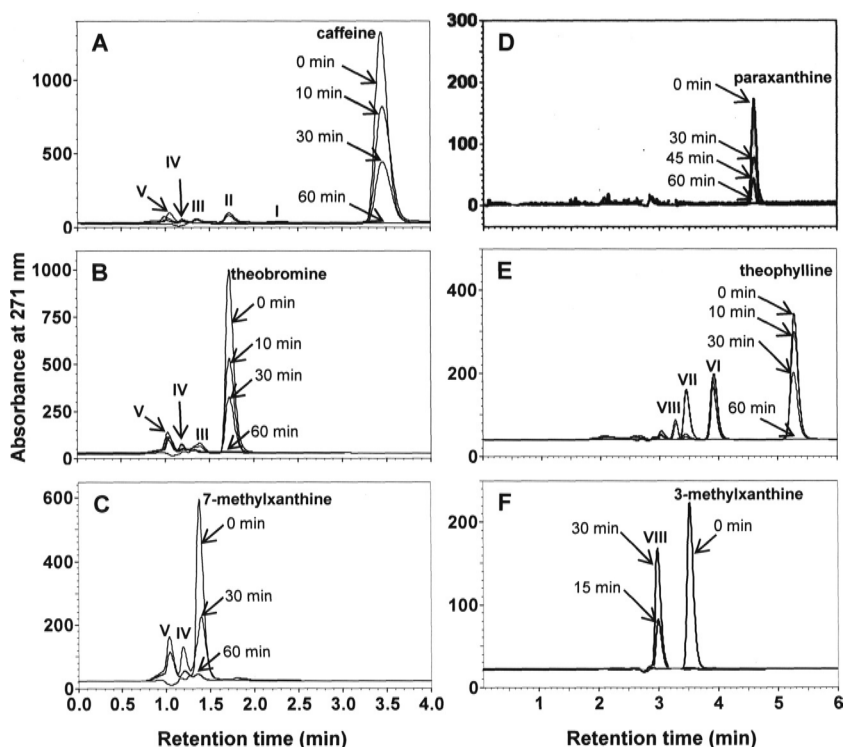 Absorbance at 271 nm
A
caffeine
0 min
10 min
30 min
60 min
IV
V
III
II
I
1000
500
0
B
theobromine
0 min
10 min
30 min
60 min
IV
V
III
1000
750
500
250
0
C
7-methylxanthine
0 min
30 min
60 min
V
IV
600
400
200
0
0.0 0.5 1.0 1.5 2.0 2.5 3.0 3.5 4.0
Retention time (min)
D
paraxanthine
0 min
30 min
45 min
60 min
300
200
100
0
E
theophylline
0 min
10 min
30 min
60 min
VI
VII
VIII
400
200
0
F
3-methylxanthine
0 min
30 min
VIII
15 min
200
100
0
0 1 2 3 4 5 6
Retention time (min)